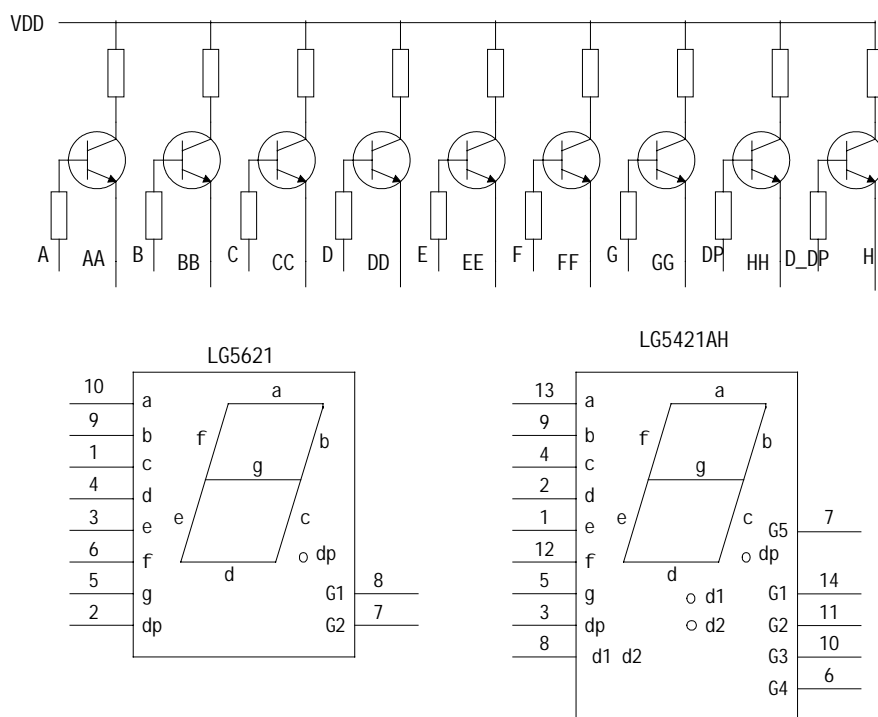 VDD
A AA B BB C CC D DD E EE F FF G GG DP HH D_DP H
LG5621
10 a
9 b
1 c
4 d
3 e
6 f
5 g
2 dp
a
f b
g
e c
dp
d
G1 8
G2 7
LG5421AH
13 a
9 b
4 c
2 d
1 e
12 f
5 g
3 dp
8 d1 d2
a
f b
g
e c
dp
d
d1
d2
G5 7
G1 14
G2 11
G3 10
G4 6